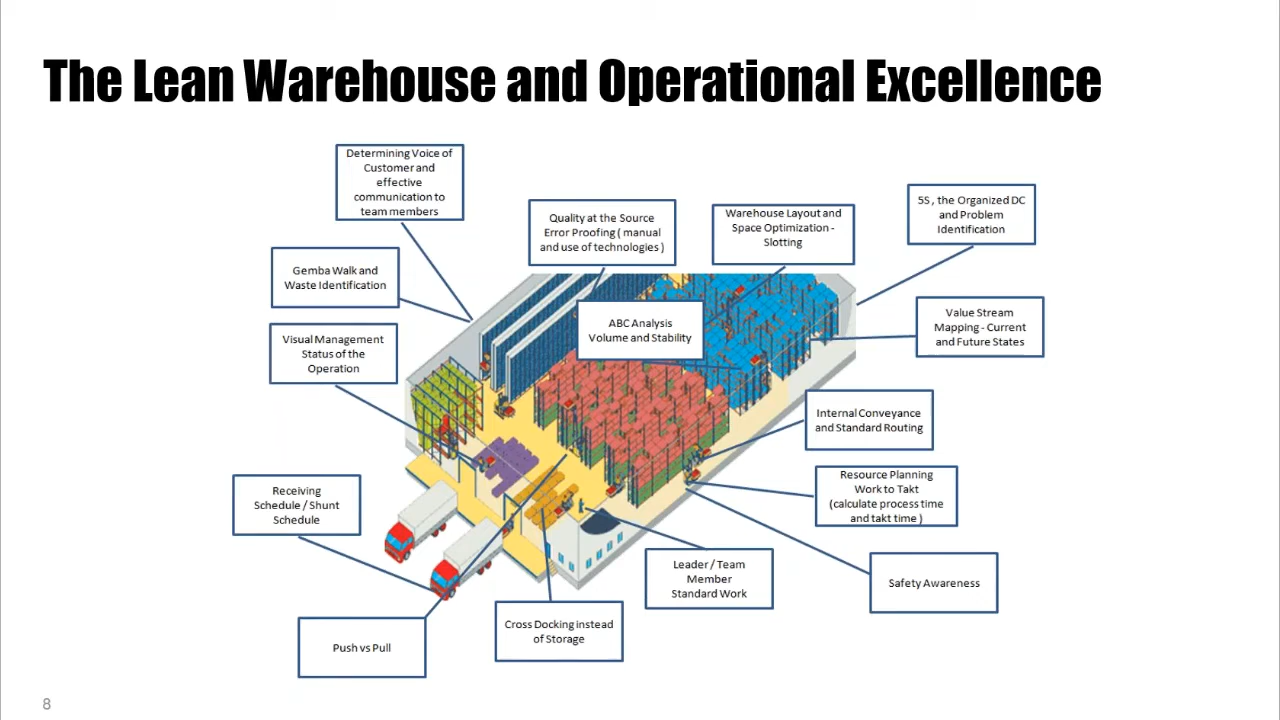 The Lean Warehouse and Operational Excellence
Determining Voice of
Customer and
effective
communication to
team members
Quality at the Source
Error Proofing ( manual
and use of technologies )
Warehouse Layout and
Space Optimization -
Slotting
5S , the Organized DC
and Problem
Identification
Gemba Walk and
Waste Identification
ABC Analysis
Volume and Stability
Value Stream
Mapping - Current
and Future States
Visual Management
Status of the
Operation
Internal Conveyance
and Standard Routing
Receiving
Schedule / Shunt
Schedule
Resource Planning
Work to Takt
(calculate process time
and takt time )
Leader / Team
Member
Standard Work
Safety Awareness
Cross Docking instead
of Storage
Push vs Pull
8